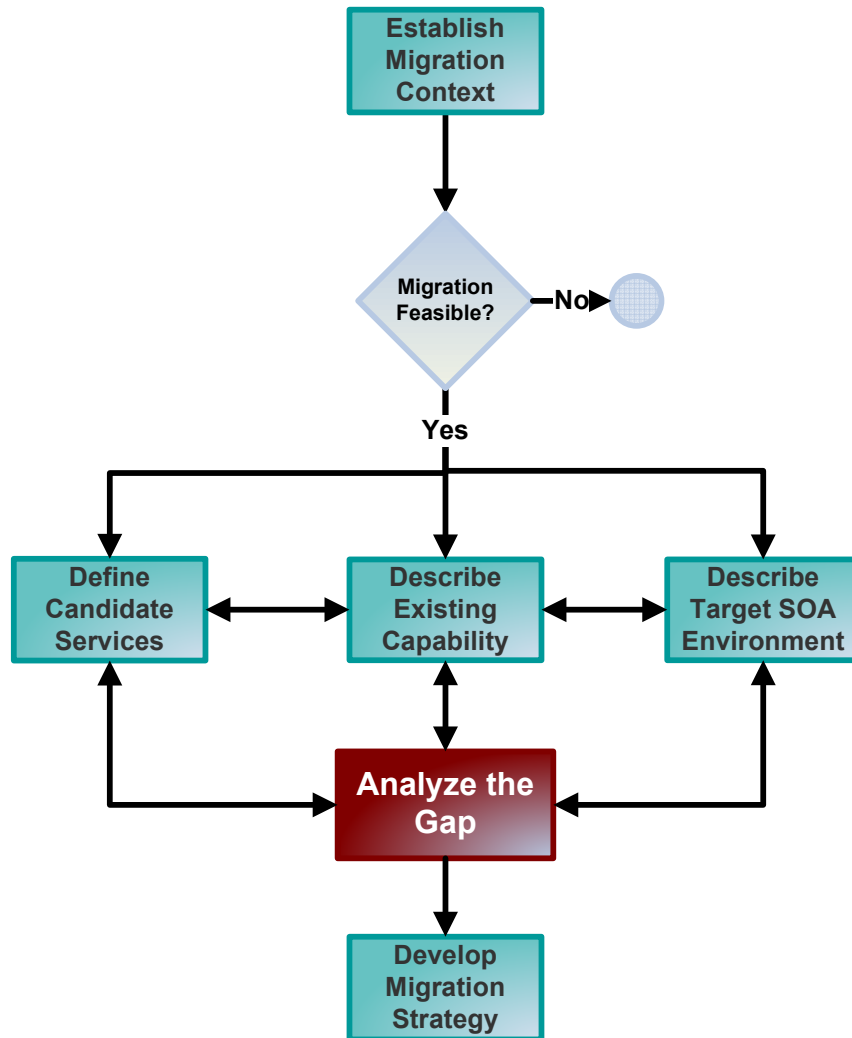 Establish
Migration
Context
Migration
Feasible?
No
Yes
Define
Candidate
Services
Describe
Existing
Capability
Describe
Target SOA
Environment
Analyze the
Gap
Develop
Migration
Strategy